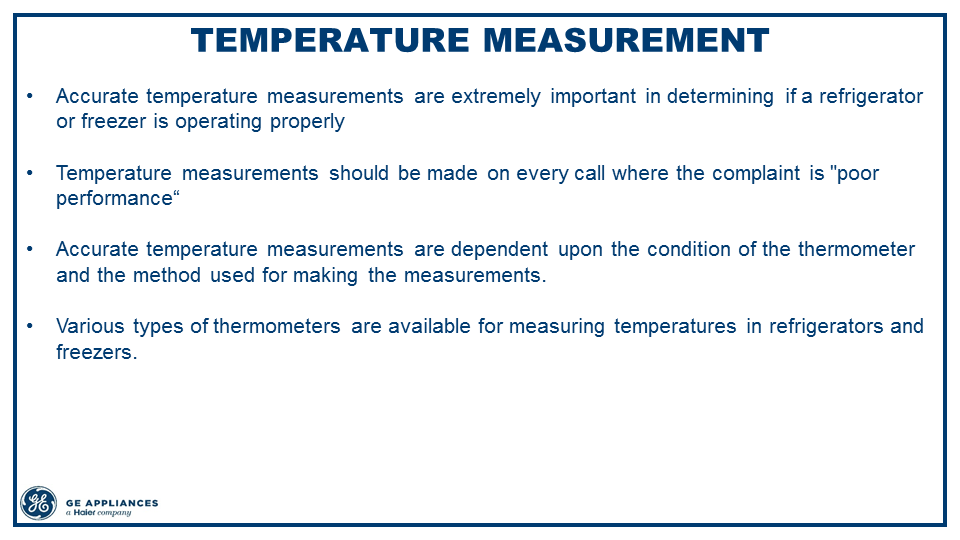 TEMPERATURE MEASUREMENT
• Accurate temperature measurements are extremely important in determining if a refrigerator
or freezer is operating properly
• Temperature measurements should be made on every call where the complaint is "poor
performance“
• Accurate temperature measurements are dependent upon the condition of the thermometer
and the method used for making the measurements.
• Various types of thermometers are available for measuring temperatures in refrigerators and
freezers.
GE APPLIANCES
a Haier company